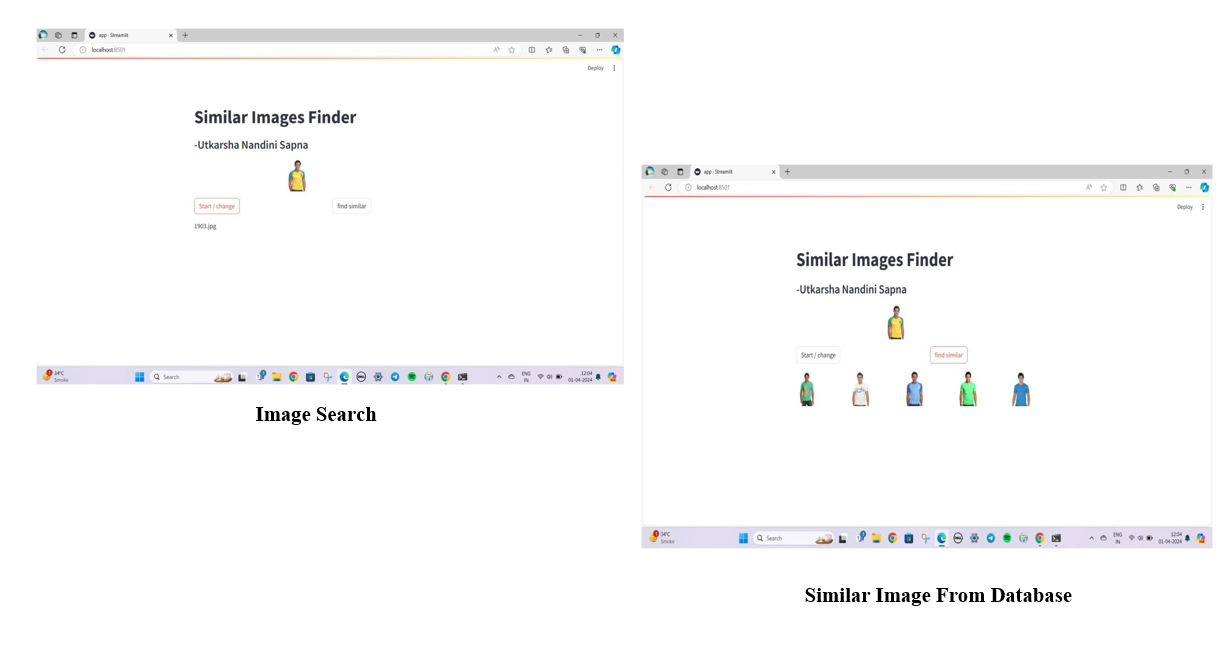 app · Streamlit
localhost:8501
Deploy
Similar Images Finder
-Utkarsha Nandini Sapna
Start / change
find similar
1903.jpg
34°C
Smoke
Search
ENG
IN
12:04
01-04-2024
Image Search
app · Streamlit
localhost:8501
Deploy
Similar Images Finder
-Utkarsha Nandini Sapna
Start / change
find similar
34°C
Smoke
Search
ENG
IN
12:04
01-04-2024
Similar Image From Database